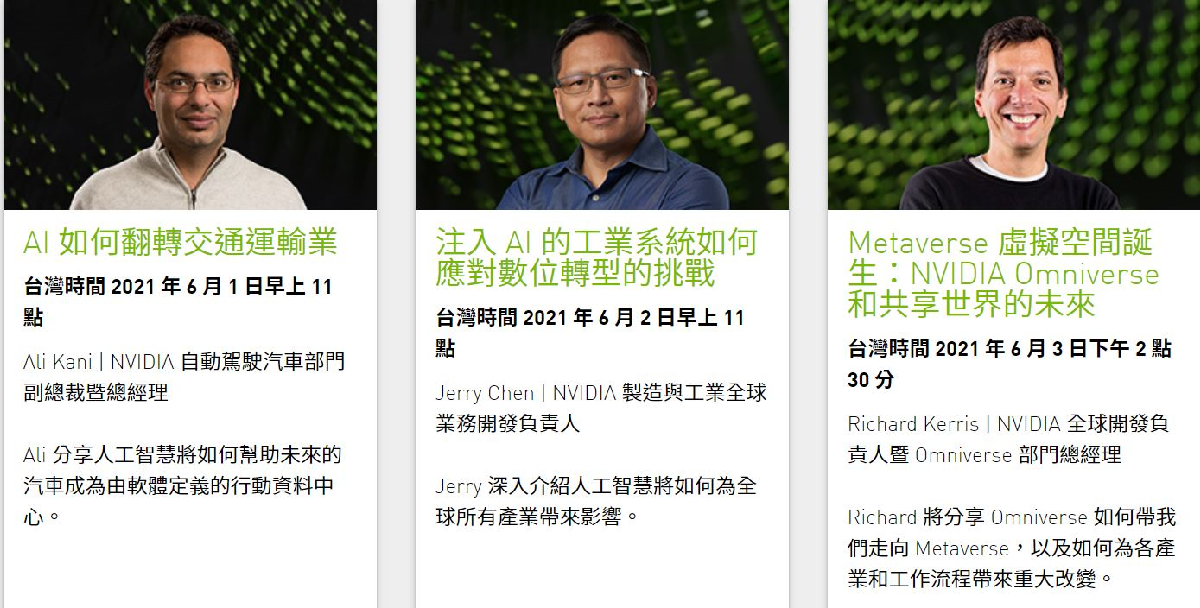 AI 如何翻轉交通運輸業
台灣時間 2021 年 6 月 1 日早上 11
點
Ali Kani | NVIDIA 自動駕駛汽車部門
副總裁暨總經理
Ali 分享人工智慧將如何幫助未來的
汽車成為由軟體定義的行動資料中
心。
注入 AI 的工業系統如何
應對數位轉型的挑戰
台灣時間 2021 年 6 月 2 日早上 11
點
Jerry Chen | NVIDIA 製造與工業全球
業務開發負責人
Jerry 深入介紹人工智慧將如何為全
球所有產業帶來影響。
Metaverse 虛擬空間誕
生：NVIDIA Omniverse
和共享世界的未來
台灣時間 2021 年 6 月 3 日下午 2 點
30 分
Richard Kerris | NVIDIA 全球開發負
責人暨 Omniverse 部門總經理
Richard 將分享 Omniverse 如何帶我
們走向 Metaverse，以及如何為各產
業和工作流程帶來重大改變。